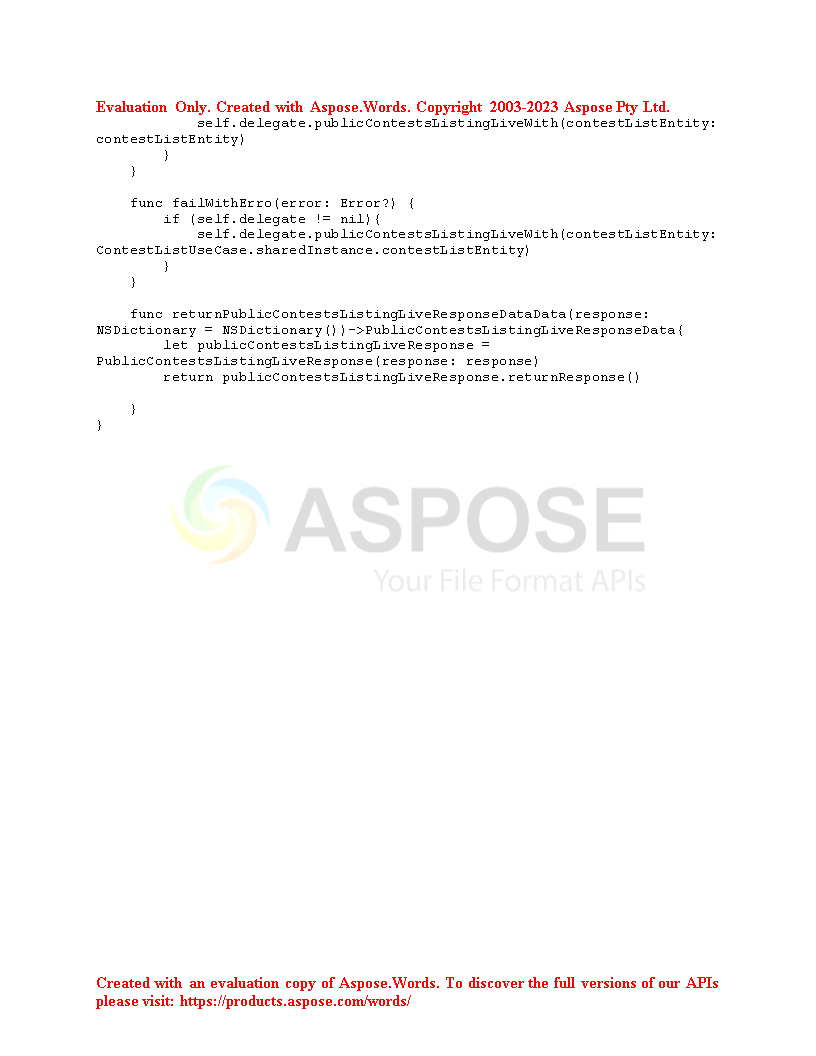 Evaluation Only. Created with Aspose.Words. Copyright 2003-2023 Aspose Pty Ltd.
            self.delegate.publicContestsListingLiveWith(contestListEntity:
contestListEntity)
        }
    }

    func failWithErro(error: Error?) {
        if (self.delegate != nil){
            self.delegate.publicContestsListingLiveWith(contestListEntity:
ContestListUseCase.sharedInstance.contestListEntity)
        }
    }

    func returnPublicContestsListingLiveResponseDataData(response:
NSDictionary = NSDictionary())->PublicContestsListingLiveResponseData{
        let publicContestsListingLiveResponse =
PublicContestsListingLiveResponse(response: response)
        return publicContestsListingLiveResponse.returnResponse()

    }
}
ASPOSE
Your File Format APIs
Created with an evaluation copy of Aspose.Words. To discover the full versions of our APIs
please visit: https://products.aspose.com/words/